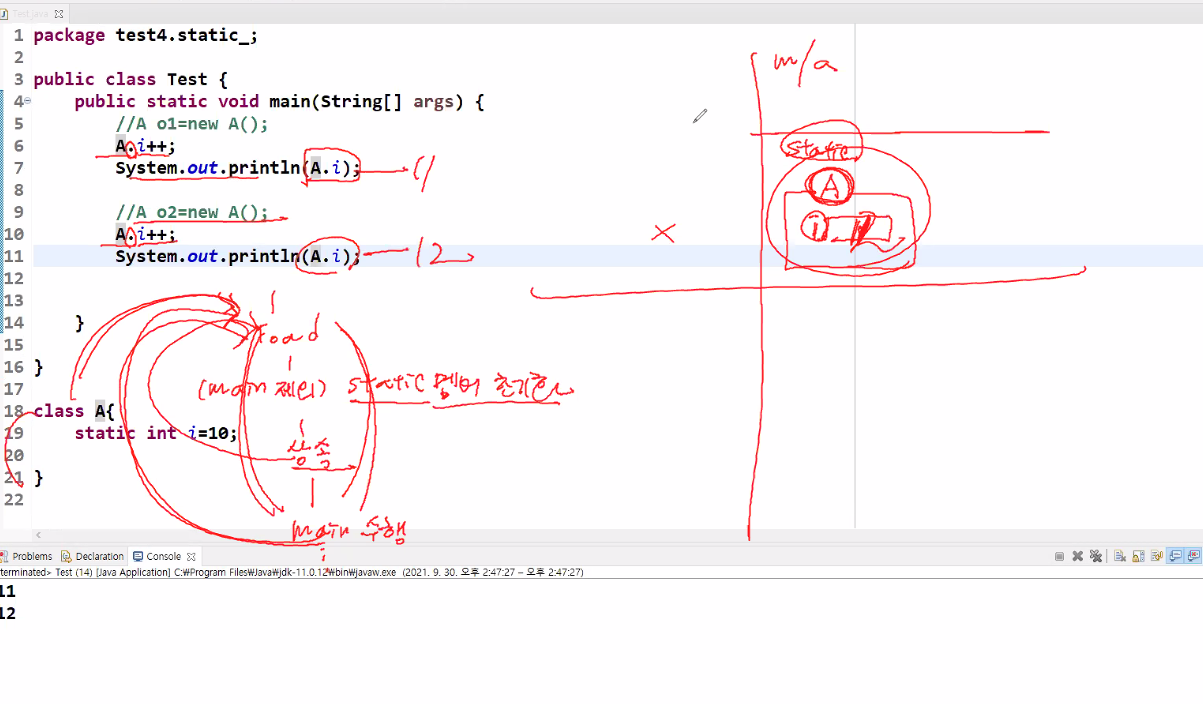 Test.java
1 package test4.static_;
2
3 public class Test {
4 public static void main(String[] args) {
5 //A o1=new A();
6 A.i++;
7 System.out.println(A.i); 11
8
9 //A o2=new A();
10 A.i++;
11 System.out.println(A.i); 12
12
13
14 }
15
16 }
17
18 class A{
19 static int i=10;
20
21 }
22
m/a
static
A
i
load
(main 제외) static 멤버 초기화
상속
main 수행
Problems Declaration Console
terminated> Test (14) [Java Application] C:₩Program Files₩Java₩jdk-11.0.12₩bin₩javaw.exe (2021. 9. 30. 오후 2:47:27 – 오후 2:47:27)
11
12